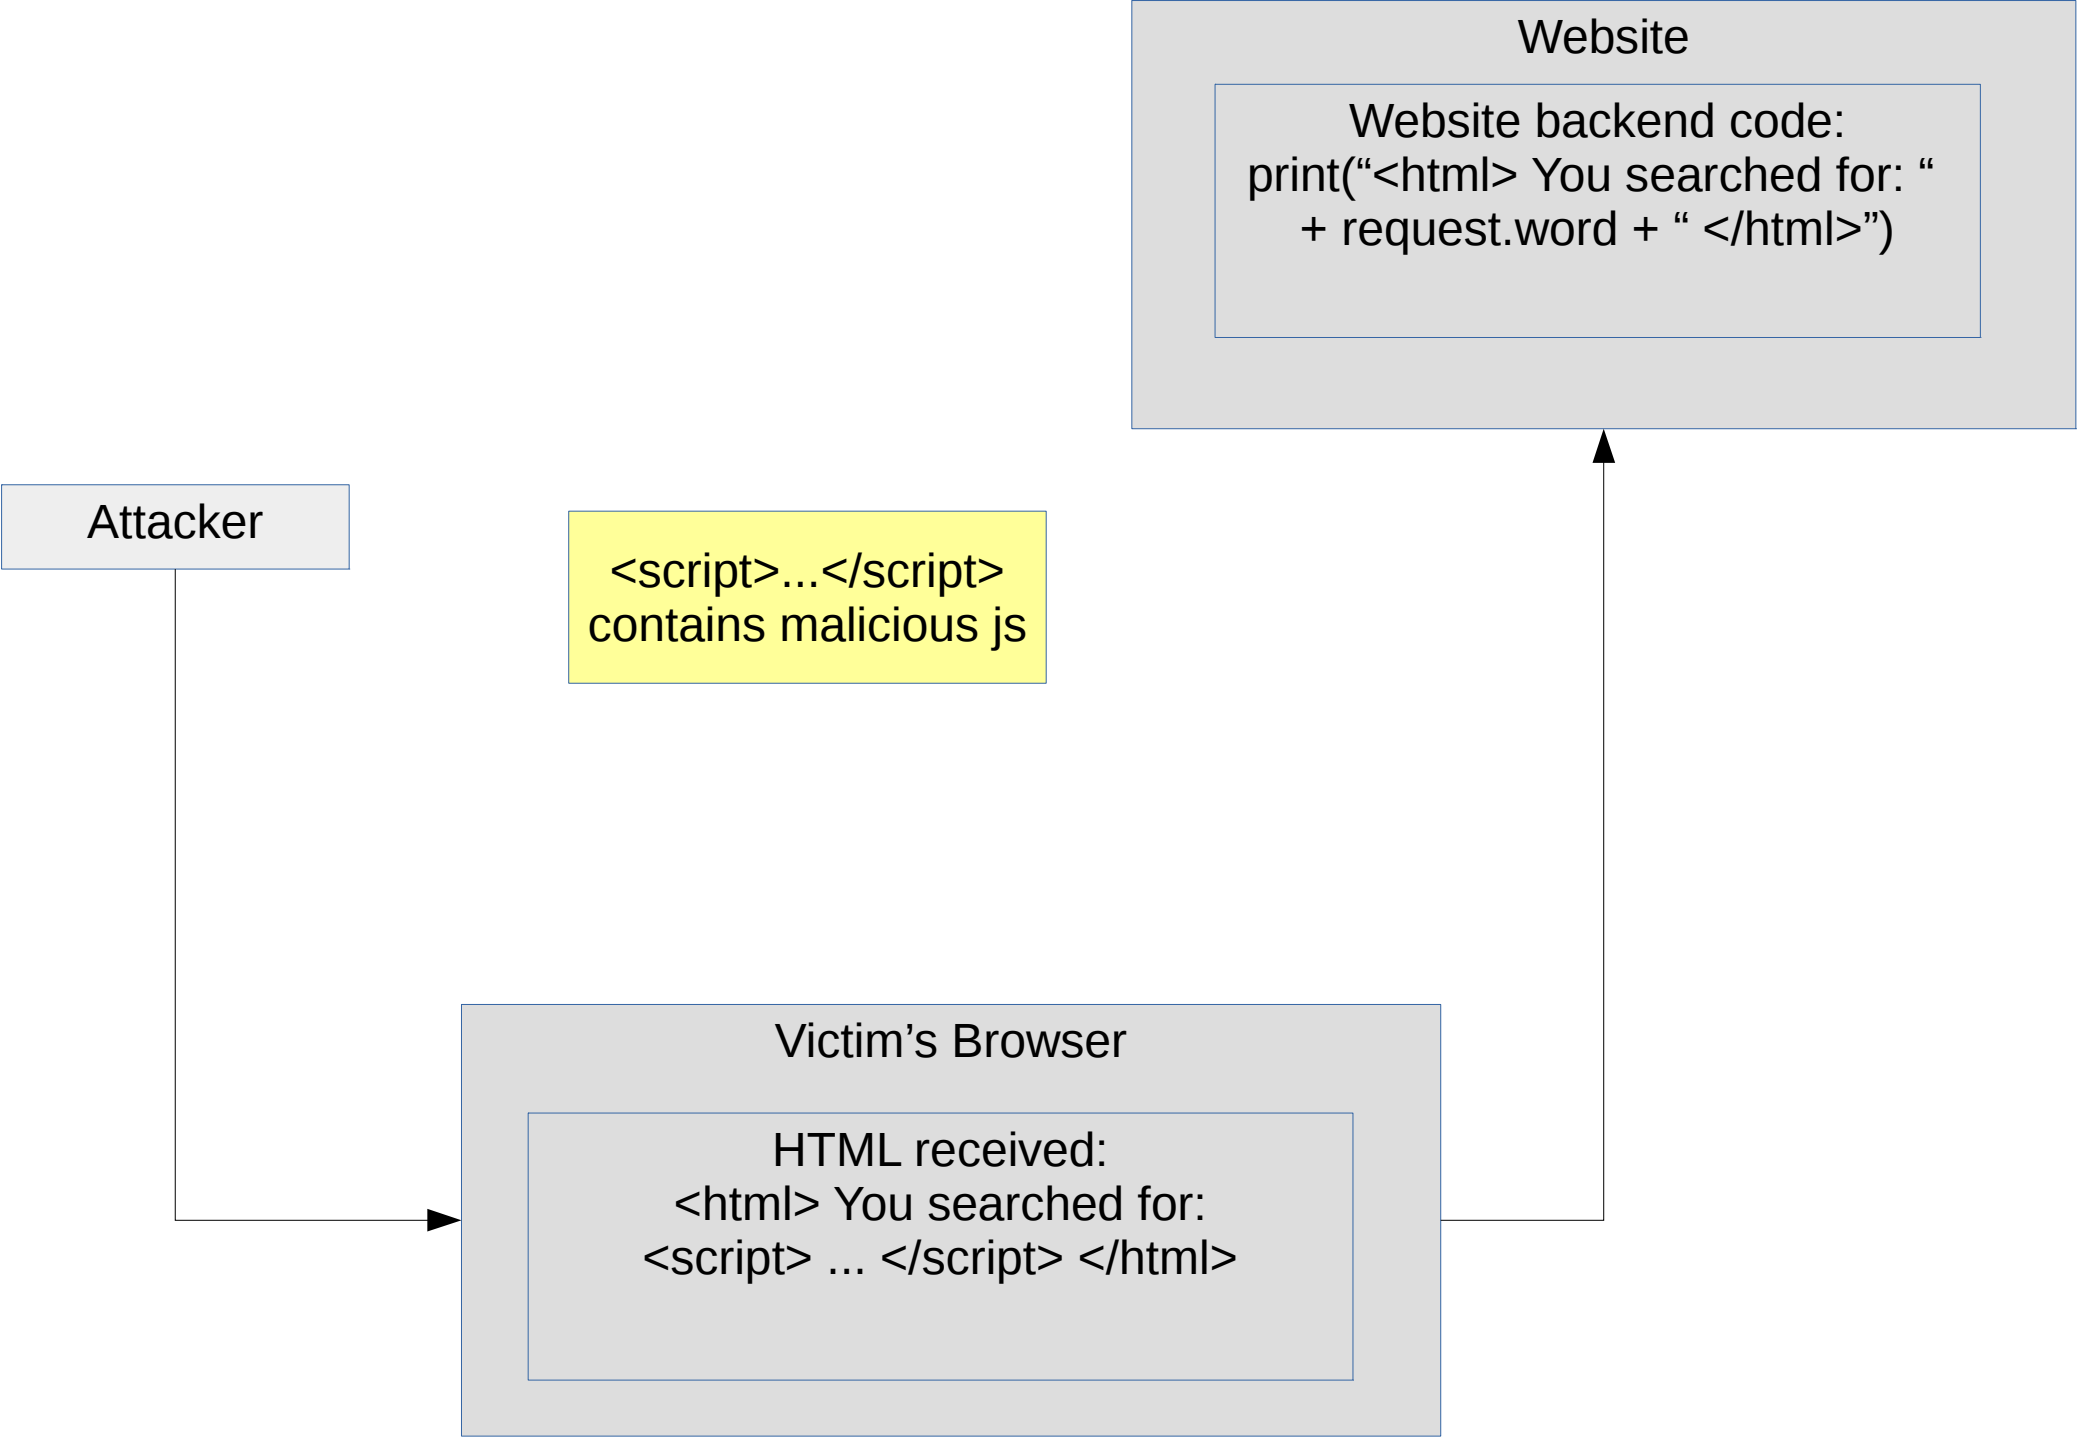 Website
Website backend code:
print(“<html> You searched for: “
+ request.word + “ </html>”)
Attacker
<script>...</script>
contains malicious js
Victim’s Browser
HTML received:
<html> You searched for:
<script> ... </script> </html>